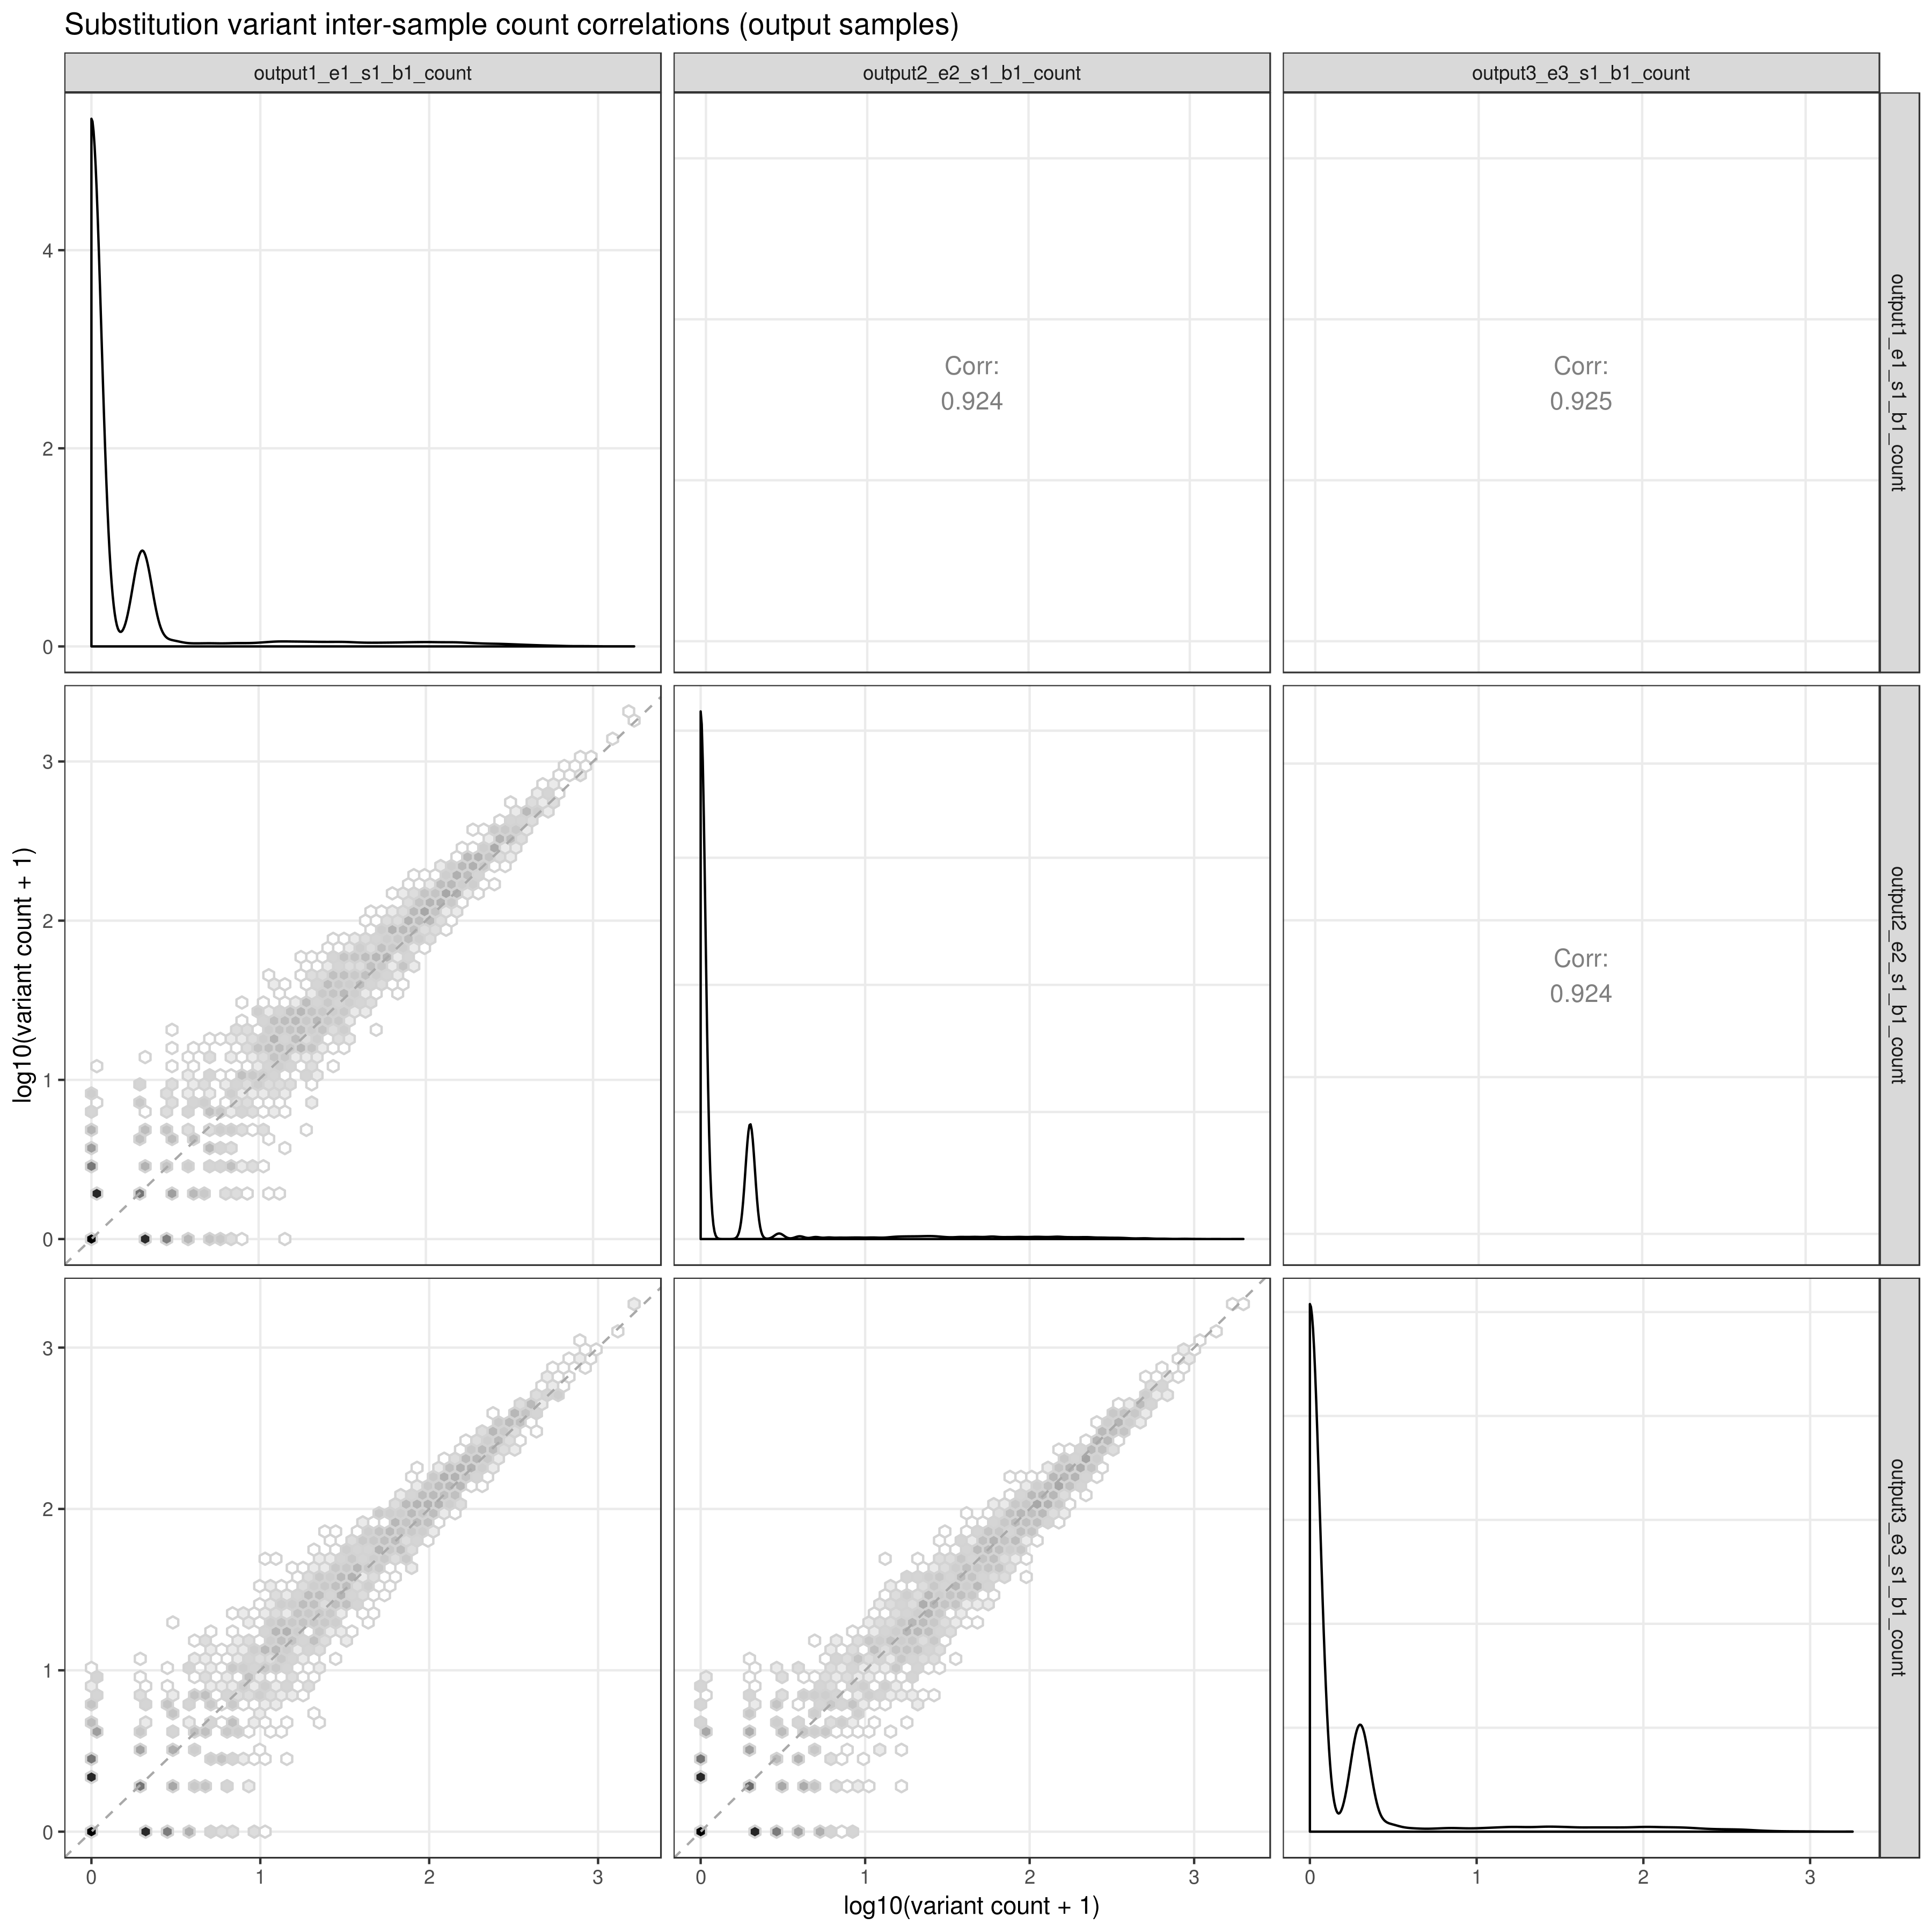 Substitution variant inter-sample count correlations (output samples)
output1_e1_s1_b1_count
output2_e2_s1_b1_count
output3_e3_s1_b1_count
4
2
0
Corr:
0.924
Corr:
0.925
output1_e1_s1_b1_count
3
2
1
0
Corr:
0.924
output2_e2_s1_b1_count
log10(variant count + 1)
3
2
1
0
output3_e3_s1_b1_count
0
1
2
3
0
1
2
3
0
1
2
3
log10(variant count + 1)